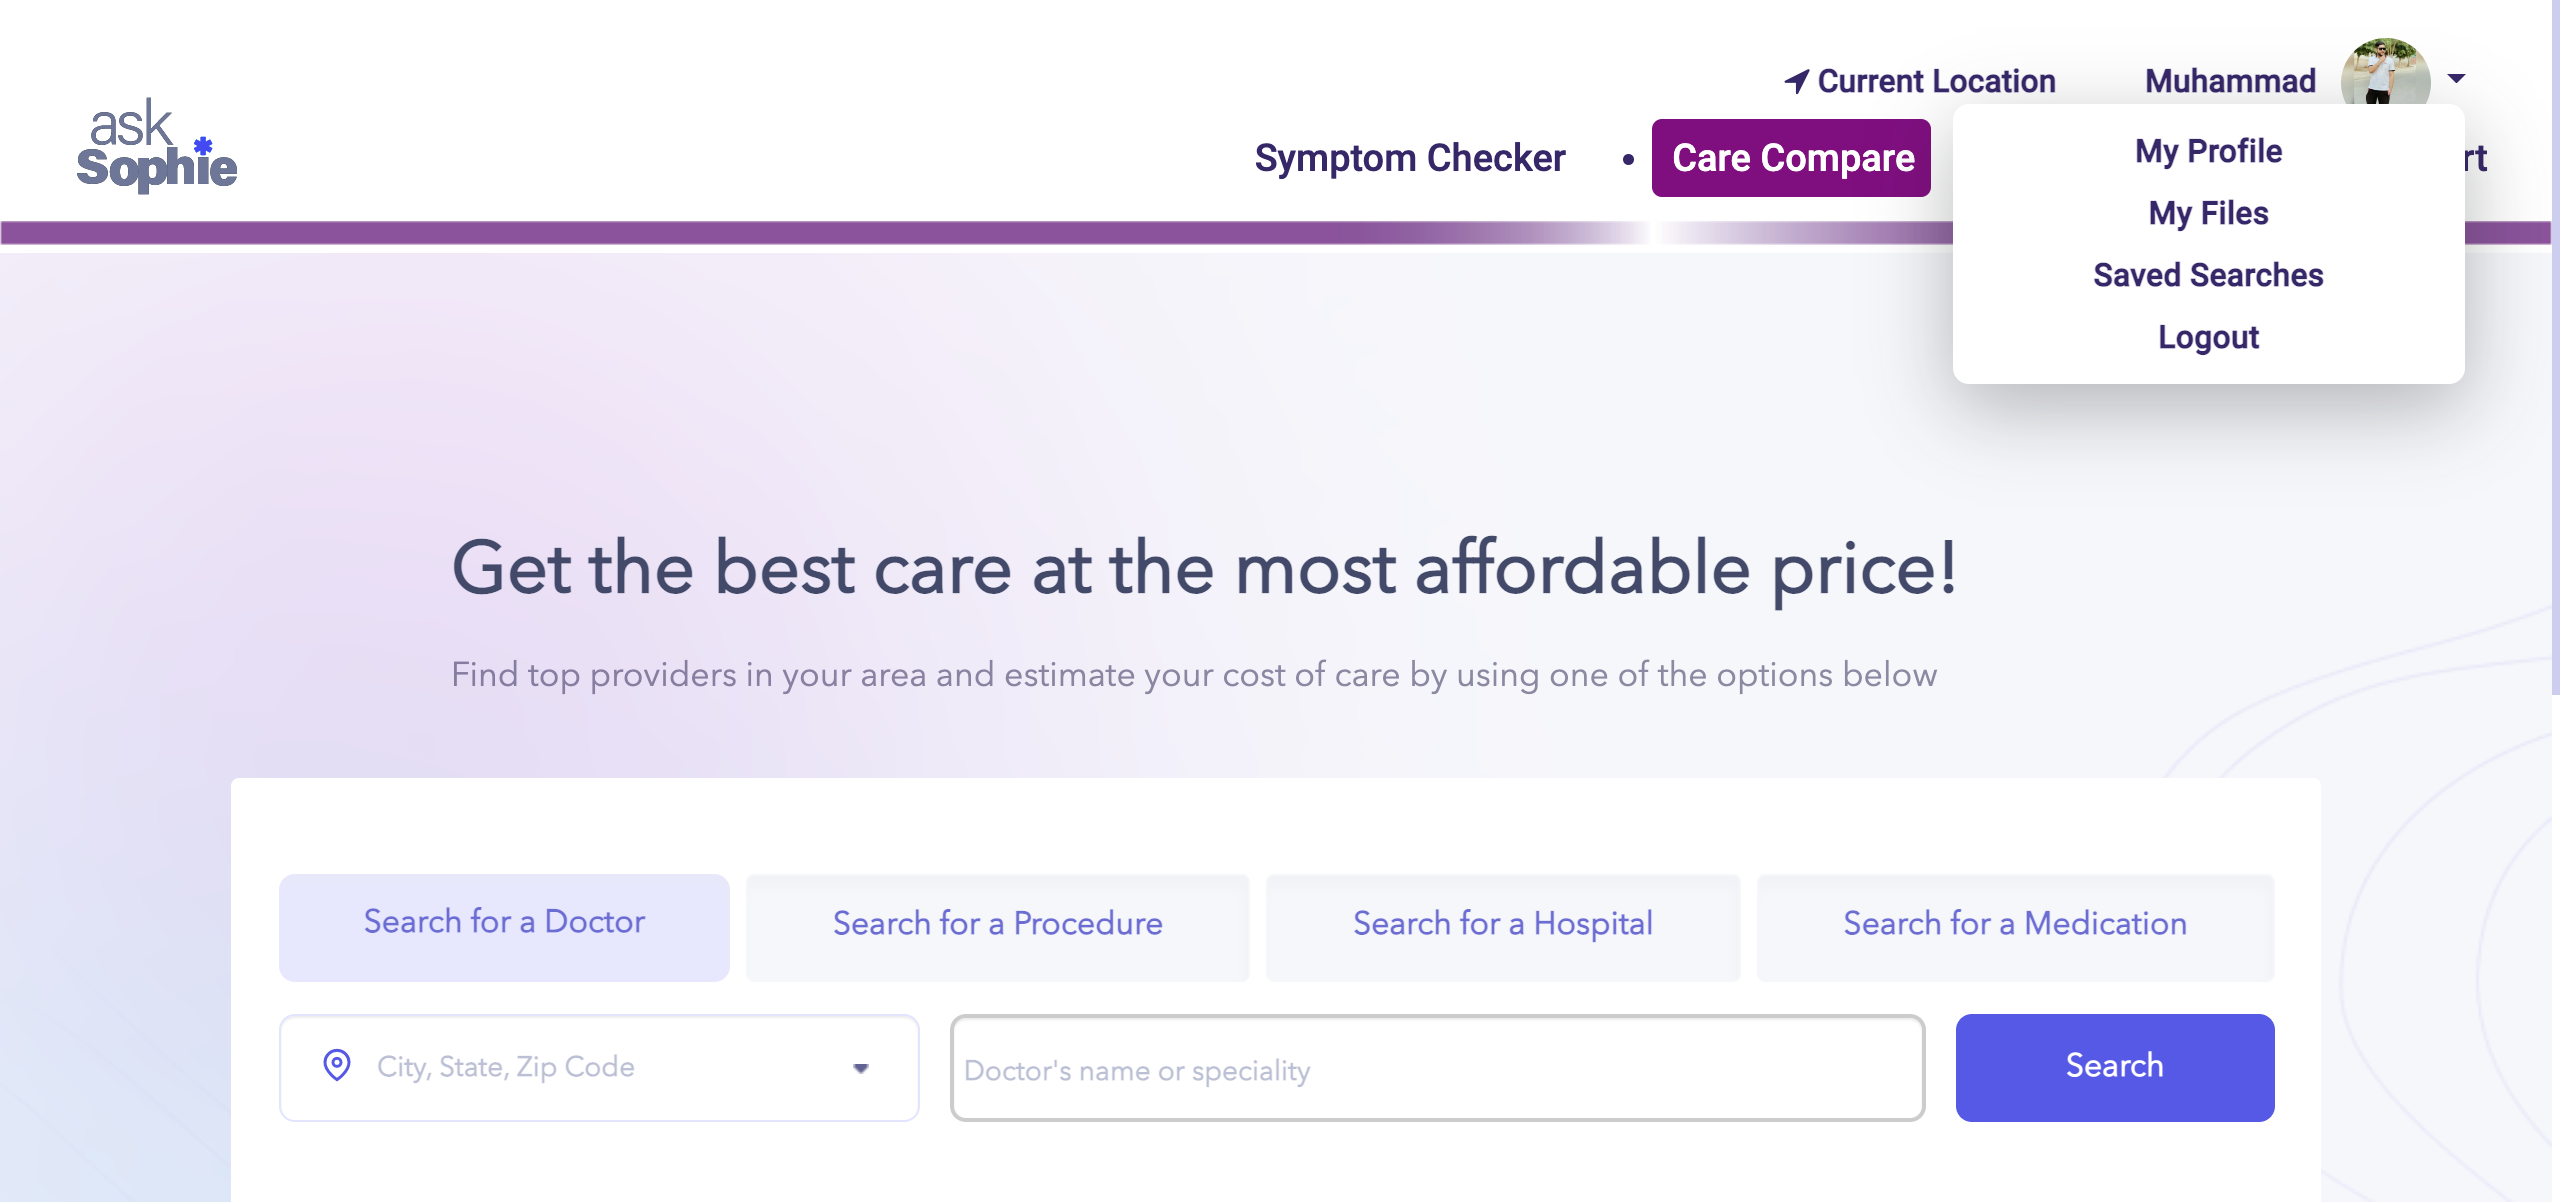 Current Location
Muhammad
ask
Sophie
Symptom Checker
• Care Compare
My Profile
My Files
Saved Searches
Logout
Get the best care at the most affordable price!
Find top providers in your area and estimate your cost of care by using one of the options below
Search for a Doctor
Search for a Procedure
Search for a Hospital
Search for a Medication
City, State, Zip Code
Doctor's name or speciality
Search